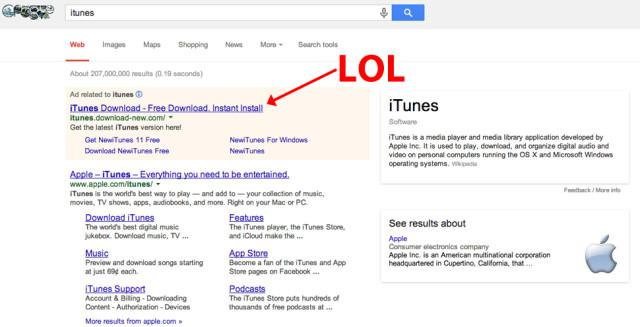 itunes
Web Images Maps Shopping News More Search tools
About 207,000,000 results (0.19 seconds)
LOL
Ad related to itunes
iTunes Download - Free Download. Instant Install
itunes.download-new.com/
Get the latest iTunes version here!
Get NewiTunes 11 Free NewiTunes For Windows
Download NewiTunes Free NewiTunes
Apple – iTunes – Everything you need to be entertained.
www.apple.com/itunes/
iTunes is the world's best way to play — and add to — your collection of music,
movies, TV shows, apps, audiobooks, and more. Right on your Mac or PC.
Download iTunes
The world's best digital music
jukebox. Download music, TV ...
Features
The iTunes player, the iTunes Store,
and iCloud make the ...
Music
Preview and download songs starting
at just 69¢ each.
App Store
Become a fan of the iTunes and App
Store pages on Facebook ...
iTunes Support
Account & Billing - Downloading
Content - Authorization - Devices
Podcasts
The iTunes Store puts hundreds of
thousands of free podcasts at ...
More results from apple.com »
iTunes
Software
iTunes is a media player and media library application developed by
Apple Inc. It is used to play, download, and organize digital audio and
video on personal computers running the OS X and Microsoft Windows
operating systems. Wikipedia
Feedback / More info
See results about
Apple
Consumer electronics company
Apple Inc. is an American multinational corporation
headquartered in Cupertino, California, that ...